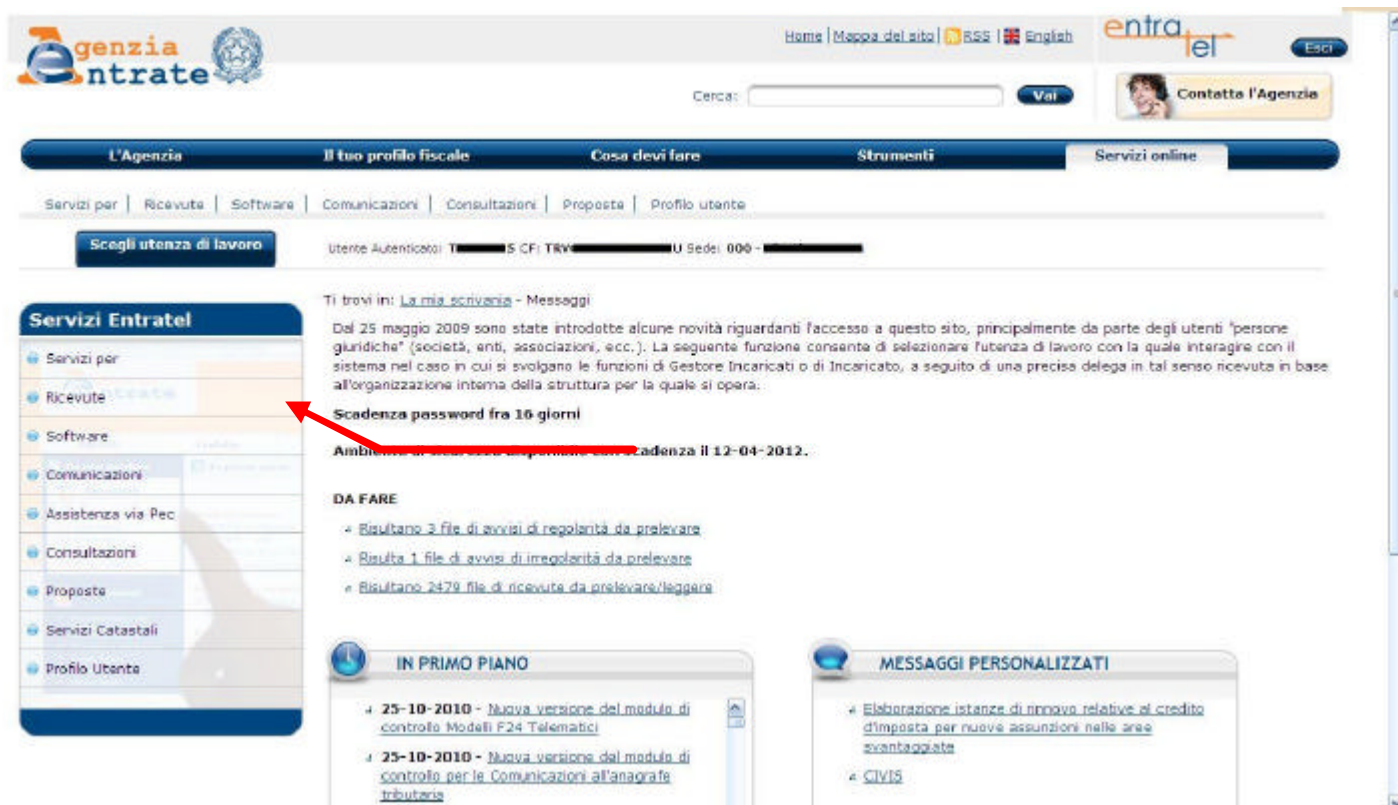 Agenzia
Entrate
Home | Mappa del sito | RSS | English
entratel
Esci
Cerca:
Vai
Contatta l'Agenzia
L'Agenzia
Il tuo profilo fiscale
Cosa devi fare
Strumenti
Servizi online
Servizi per | Ricevute | Software | Comunicazioni | Consultazioni | Proposte | Profilo utente
Scegli utenza di lavoro
Utente Autenticato: T S CF: TRV U Sede: 000 -
Servizi Entratel
Servizi per
Ricevute
Software
Comunicazioni
Assistenza via Pec
Consultazioni
Proposte
Servizi Catastali
Profilo Utente
Ti trovi in: La mia scrivania - Messaggi
Dal 25 maggio 2009 sono state introdotte alcune novità riguardanti l'accesso a questo sito, principalmente da parte degli utenti "persone
giuridiche" (società, enti, associazioni, ecc.). La seguente funzione consente di selezionare l'utenza di lavoro con la quale interagire con il
sistema nel caso in cui si svolgano le funzioni di Gestore Incaricati o di Incaricato, a seguito di una precisa delega in tal senso ricevuta in base
all'organizzazione interna della struttura per la quale si opera.
Scadenza password fra 16 giorni
Ambiente di sicurezza disponibile con scadenza il 12-04-2012.
DA FARE
Risultano 3 file di avvisi di regolarità da prelevare
Risulta 1 file di avvisi di irregolarità da prelevare
Risultano 2479 file di ricevute da prelevare/leggere
IN PRIMO PIANO
25-10-2010 - Nuova versione del modulo di
controllo Modelli F24 Telematici
25-10-2010 - Nuova versione del modulo di
controllo per le Comunicazioni all'anagrafe
tributaria
MESSAGGI PERSONALIZZATI
Elaborazione istanze di rinnovo relative al credito
d'imposta per nuove assunzioni nelle aree
svantaggiate
CIVIS